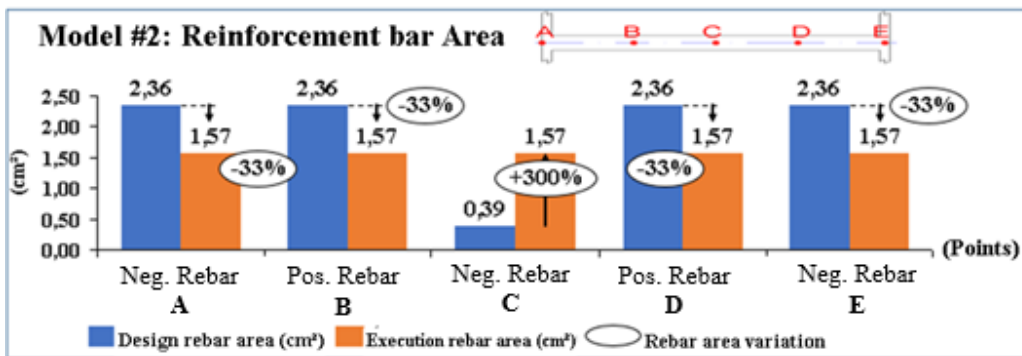 Model #2: Reinforcement bar Area
A B C D E
2,36 2,36 2,36 2,36
-33% -33%
2,50
2,00
1,50
1,00
0,50
0,00
(cm²)
1,57 1,57 1,57 1,57 1,57
-33% +300% -33%
0,39
(Points)
Neg. Rebar Pos. Rebar Neg. Rebar Pos. Rebar Neg. Rebar
A B C D E
Design rebar area (cm²) Execution rebar area (cm²) Rebar area variation